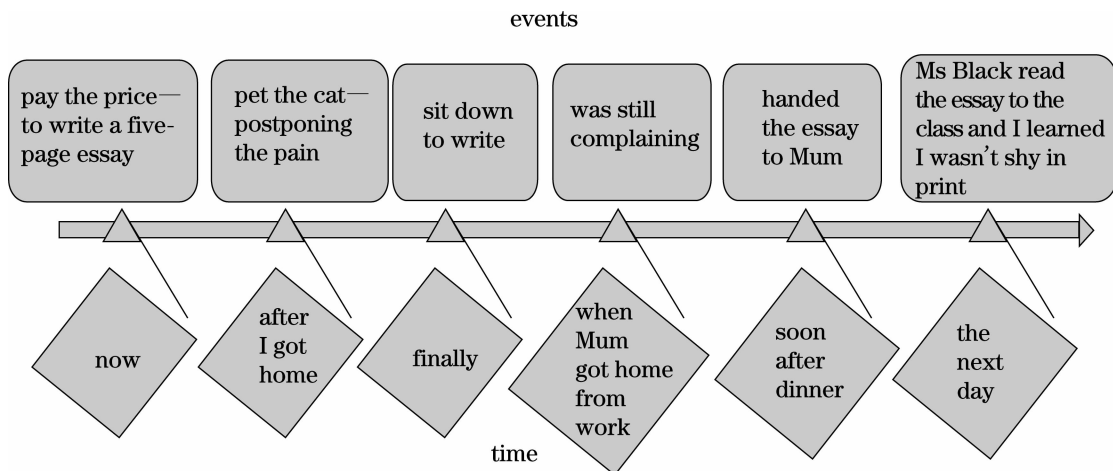 events
pay the price—
to write a five-
page essay
pet the cat—
postponing
the pain
sit down
to write
was still
complaining
handed
the essay
to Mum
Ms Black read
the essay to the
class and I learned
I wasn't shy in
print
now
after
I got
home
finally
when
Mum
got home
from
work
soon
after
dinner
the
next
day
time